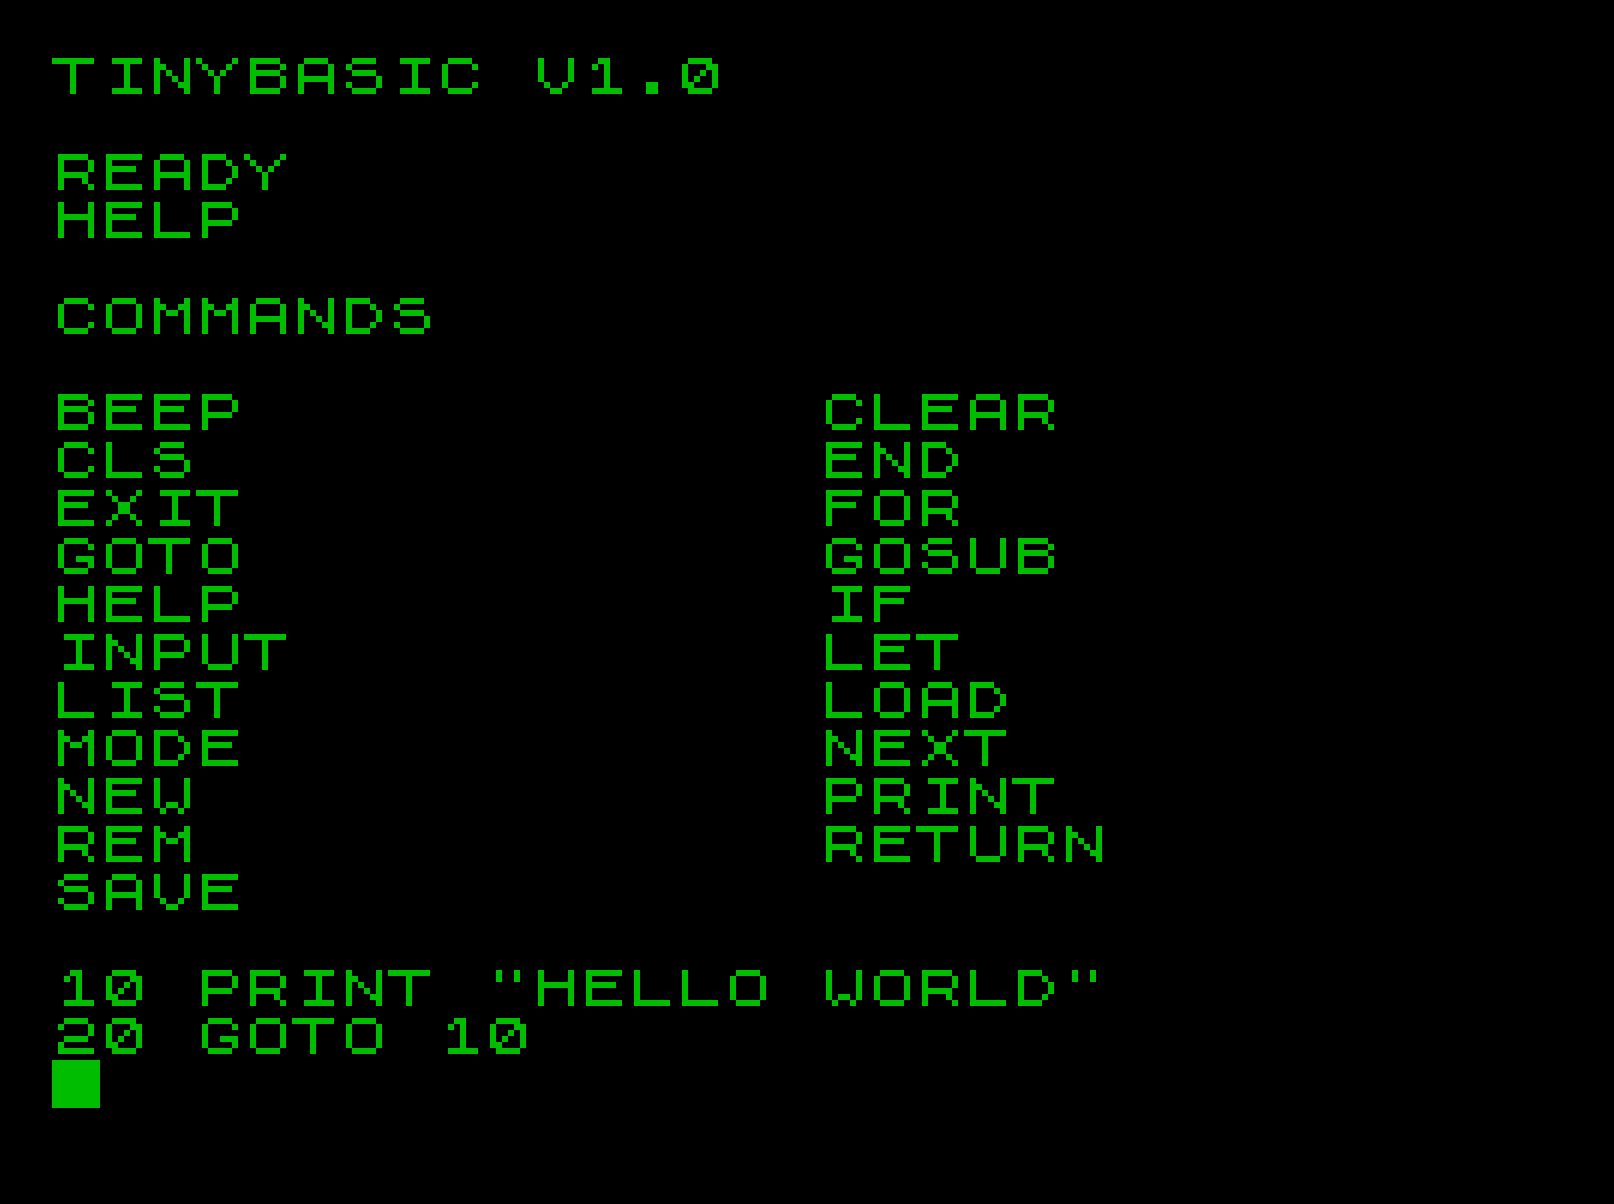 TINYBASIC V1.0
READY
HELP
COMMANDS
BEEP CLEAR
CLS END
EXIT FOR
GOTO GOSUB
HELP IF
INPUT LET
LIST LOAD
MODE NEXT
NEW PRINT
REM RETURN
SAVE
10 PRINT "HELLO WORLD"
20 GOTO 10